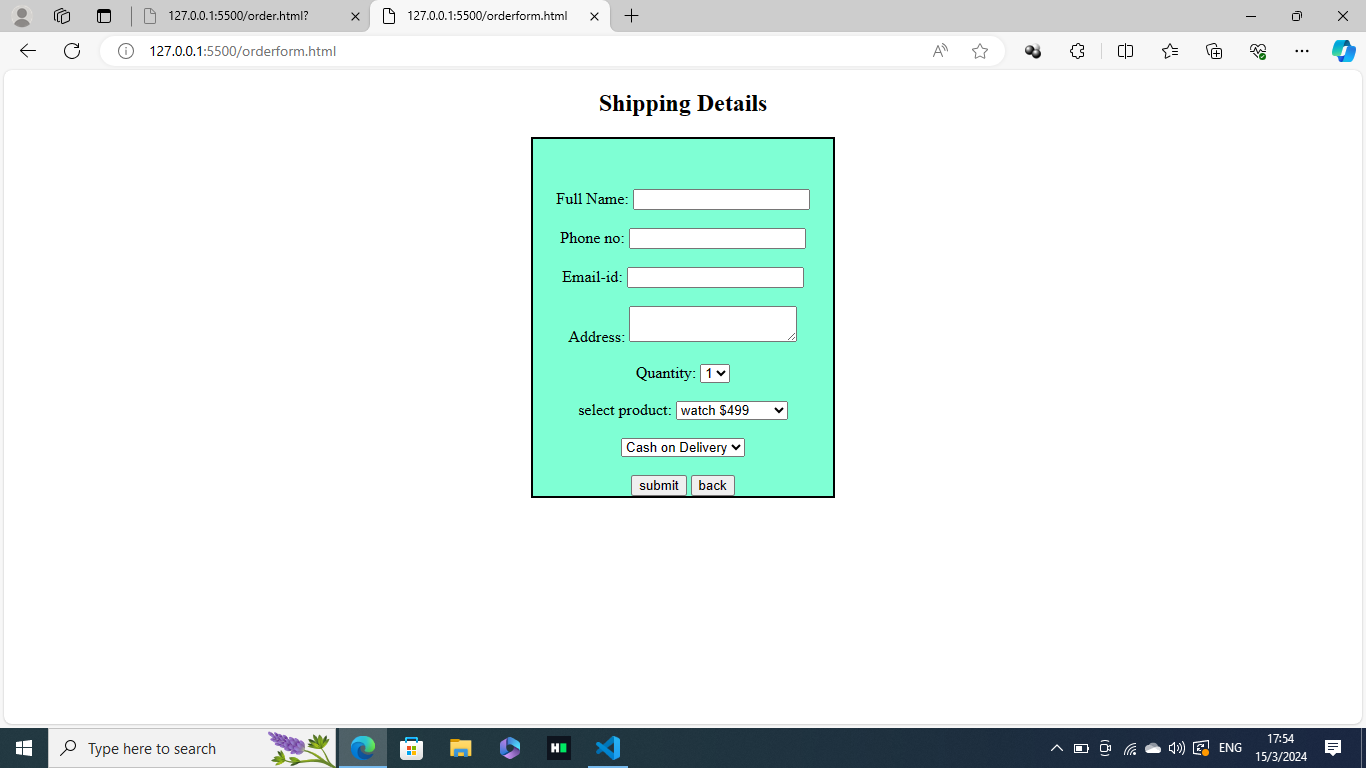 127.0.0.1:5500/order.html?
127.0.0.1:5500/orderform.html
127.0.0.1:5500/orderform.html
Shipping Details
Full Name:
Phone no:
Email-id:
Address:
Quantity: 1
select product: watch $499
Cash on Delivery
submit back
Type here to search
ENG
17:54
15/3/2024